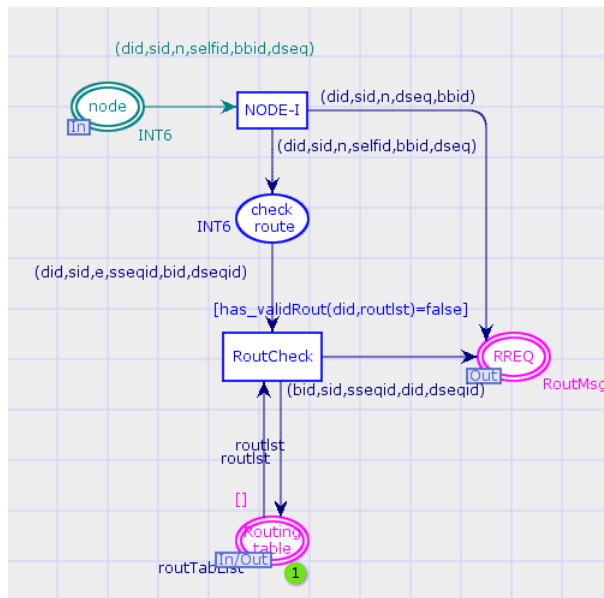 (did,sid,n,selfid,bbid,dseq)
node
In
INT6
NODE-I
(did,sid,n,dseq,bbid)
(did,sid,n,selfid,bbid,dseq)
check
route
INT6
(did,sid,e,sseqid,bid,dseqid)
[has_validRout(did,routlst)=false]
RoutCheck
RREQ
Out
RoutMsg
(bid,sid,sseqid,did,dseqid)
routlst
routlst
[]
Routing
table
In/Out
routTabList
1